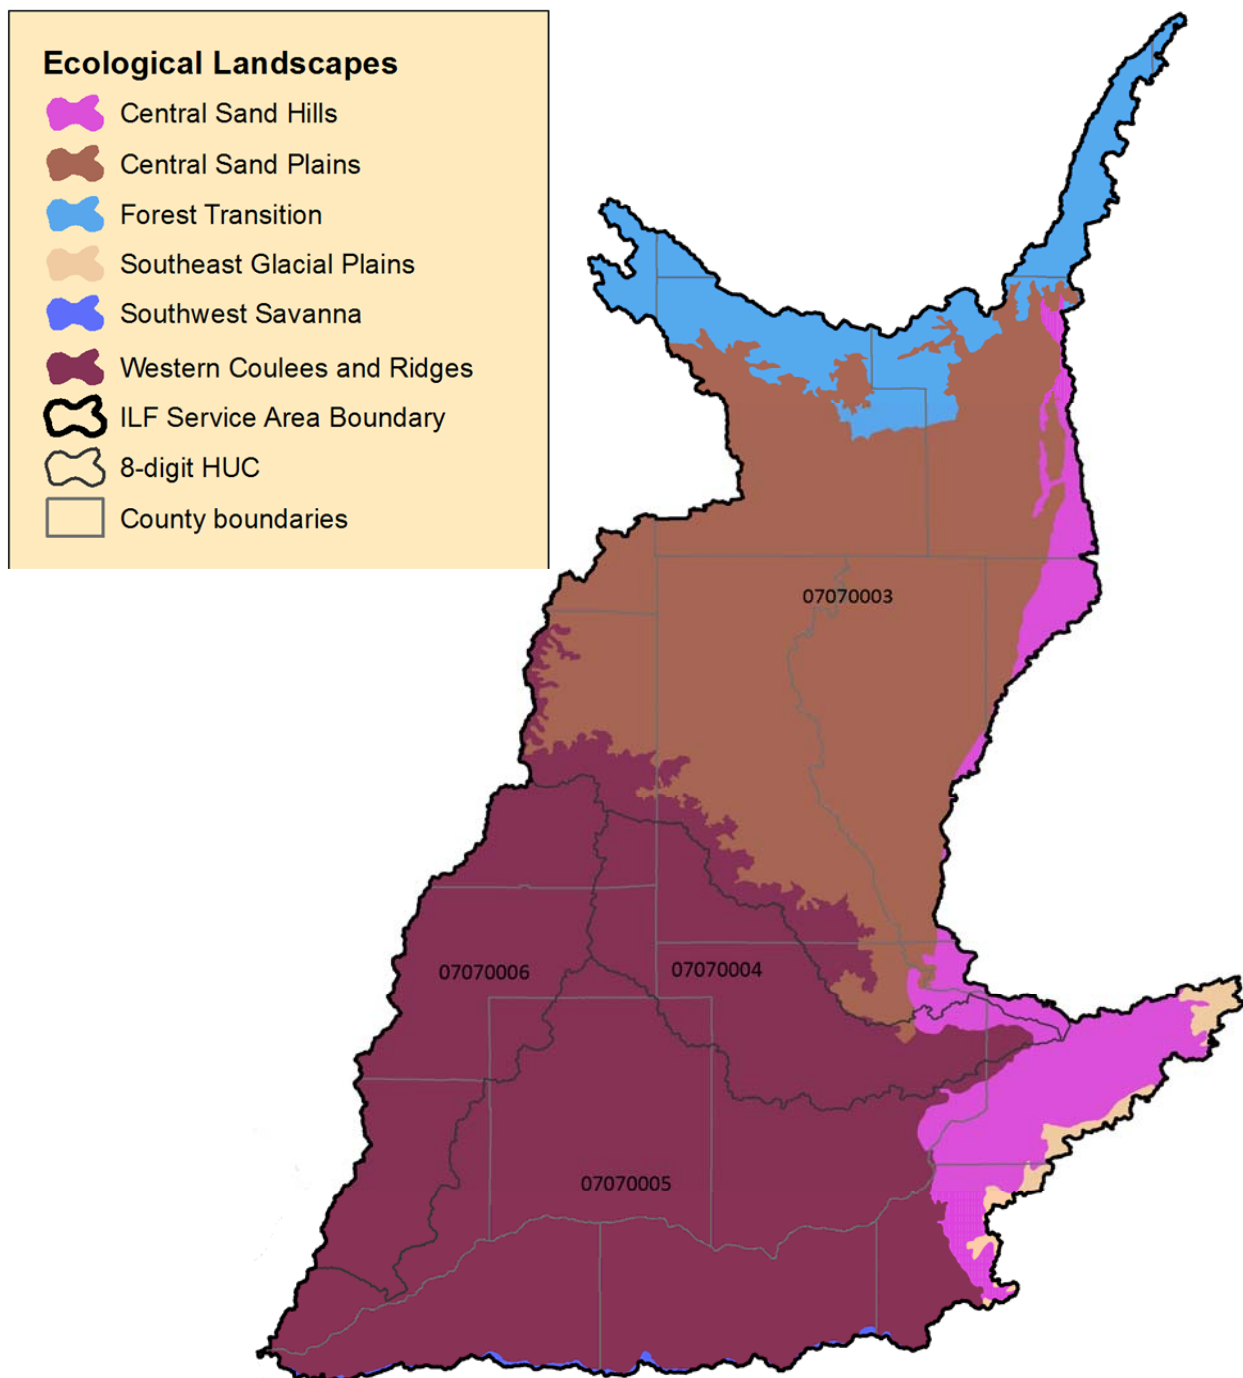 Ecological Landscapes
Central Sand Hills
Central Sand Plains
Forest Transition
Southeast Glacial Plains
Southwest Savanna
Western Coulees and Ridges
ILF Service Area Boundary
8-digit HUC
County boundaries
07070003
07070006
07070004
07070005